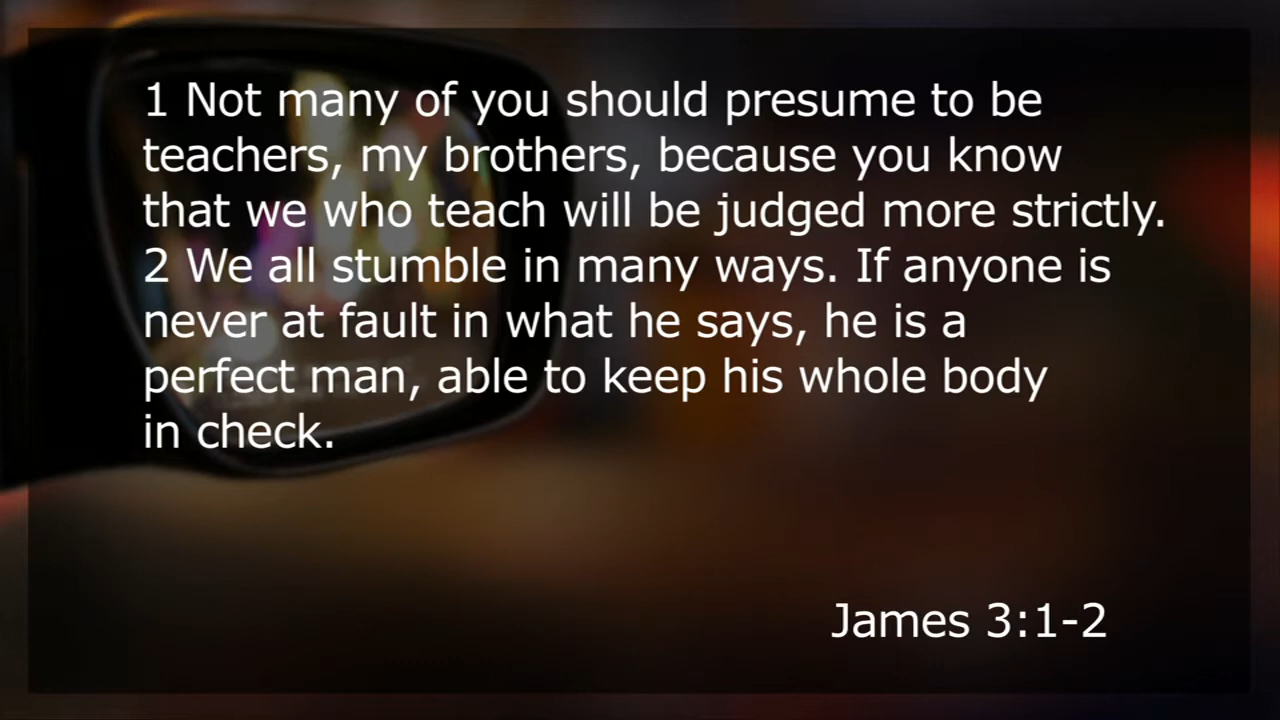 1 Not many of you should presume to be
teachers, my brothers, because you know
that we who teach will be judged more strictly.
2 We all stumble in many ways. If anyone is
never at fault in what he says, he is a
perfect man, able to keep his whole body
in check.
James 3:1-2